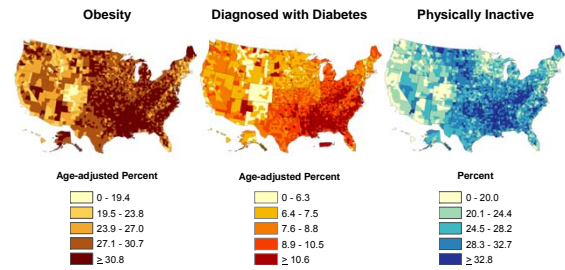 Obesity
Diagnosed with Diabetes
Physically Inactive
Age-adjusted Percent
0 - 19.4
19.5 - 23.8
23.9 - 27.0
27.1 - 30.7
≥ 30.8
Age-adjusted Percent
0 - 6.3
6.4 - 7.5
7.6 - 8.8
8.9 - 10.5
≥ 10.6
Percent
0 - 20.0
20.1 - 24.4
24.5 - 28.2
28.3 - 32.7
≥ 32.8